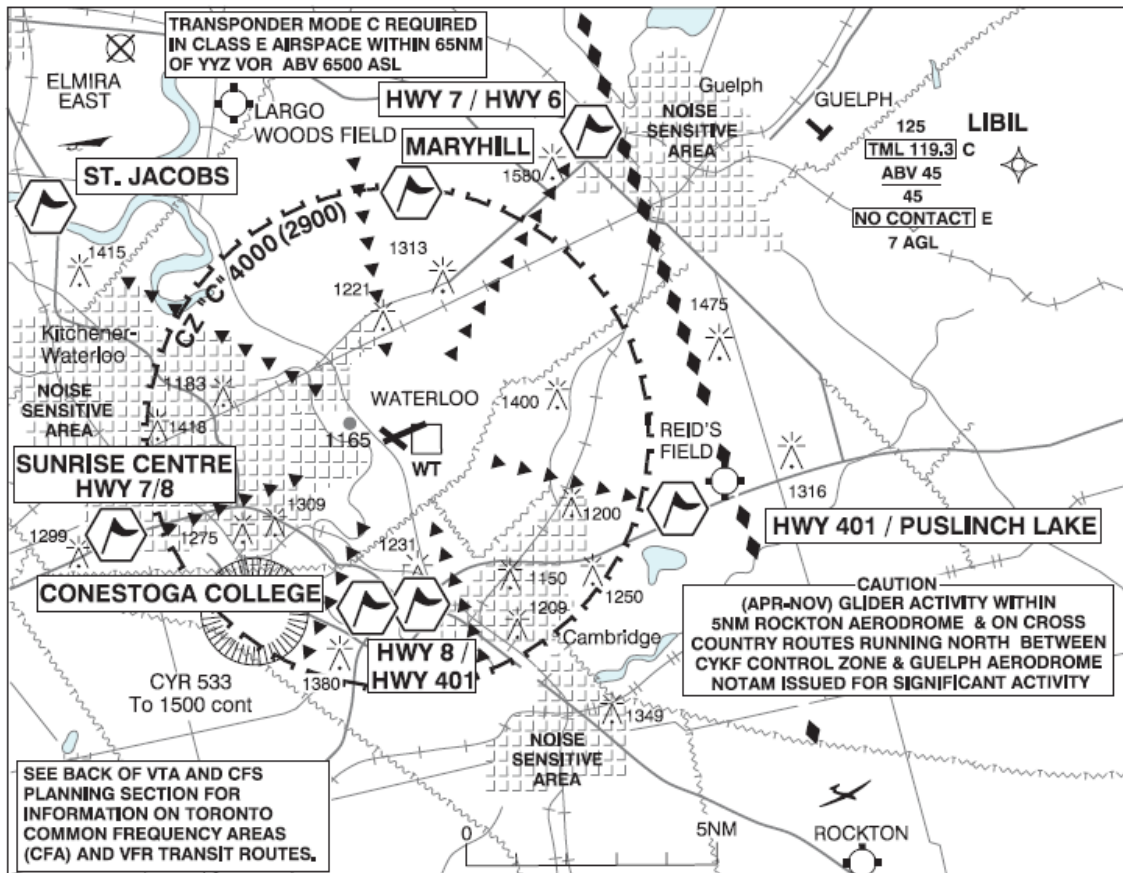 TRANSPONDER MODE C REQUIRED
IN CLASS E AIRSPACE WITHIN 65NM
OF YYZ VOR ABV 6500 ASL
ELMIRA
EAST
LARGO
WOODS FIELD
HWY 7 / HWY 6
Guelph
NOISE
SENSITIVE
AREA
GUELPH
125
TML 119.3 C
ABV 45
45
NO CONTACT E
7 AGL
LIBIL
MARYHILL
ST. JACOBS
1580
1415
CZ "C" 4000 (2900)
1313
1221
1475
Kitchener-
Waterloo
NOISE
SENSITIVE
AREA
1183
1418
WATERLOO
1400
1165
WT
REID'S
FIELD
1316
SUNRISE CENTRE
HWY 7/8
1309
1299
1275
1200
HWY 401 / PUSLINCH LAKE
1231
CONESTOGA COLLEGE
1150
1250
1209
Cambridge
HWY 8 /
HWY 401
1380
CYR 533
To 1500 cont
CAUTION
(APR-NOV) GLIDER ACTIVITY WITHIN
5NM ROCKTON AERODROME & ON CROSS
COUNTRY ROUTES RUNNING NORTH BETWEEN
CYKF CONTROL ZONE & GUELPH AERODROME
NOTAM ISSUED FOR SIGNIFICANT ACTIVITY
1349
NOISE
SENSITIVE
AREA
SEE BACK OF VTA AND CFS
PLANNING SECTION FOR
INFORMATION ON TORONTO
COMMON FREQUENCY AREAS
(CFA) AND VFR TRANSIT ROUTES.
0
5NM
ROCKTON